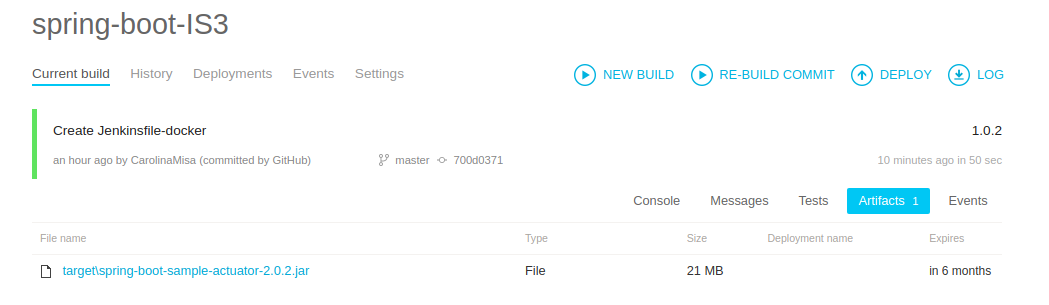 spring-boot-IS3
Current build History Deployments Events Settings NEW BUILD RE-BUILD COMMIT DEPLOY LOG
Create Jenkinsfile-docker 1.0.2
an hour ago by CarolinaMisa (committed by GitHub) master 700d0371 10 minutes ago in 50 sec
Console Messages Tests Artifacts 1 Events
File name Type Size Deployment name Expires
target\spring-boot-sample-actuator-2.0.2.jar File 21 MB in 6 months